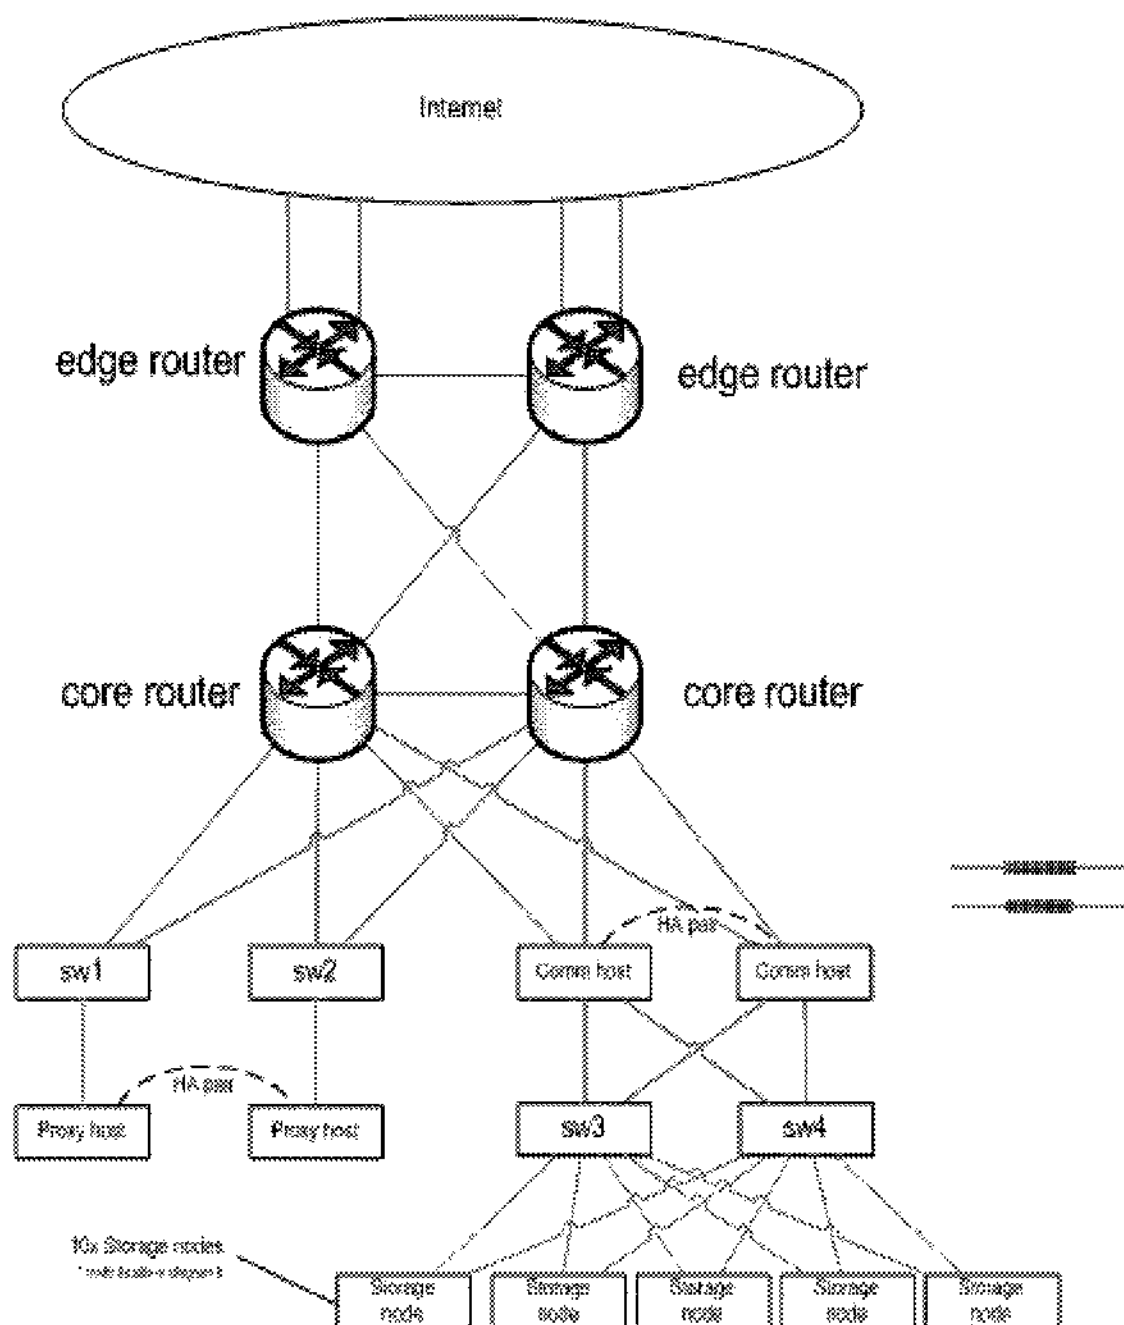 Internet
edge router
edge router
core router
core router
HA pair
sw1
sw2
Comm host
Comm host
HA pair
Proxy host
Proxy host
sw3
sw4
10x Storage nodes
Storage
node
Storage
node
Storage
node
Storage
node
Storage
node